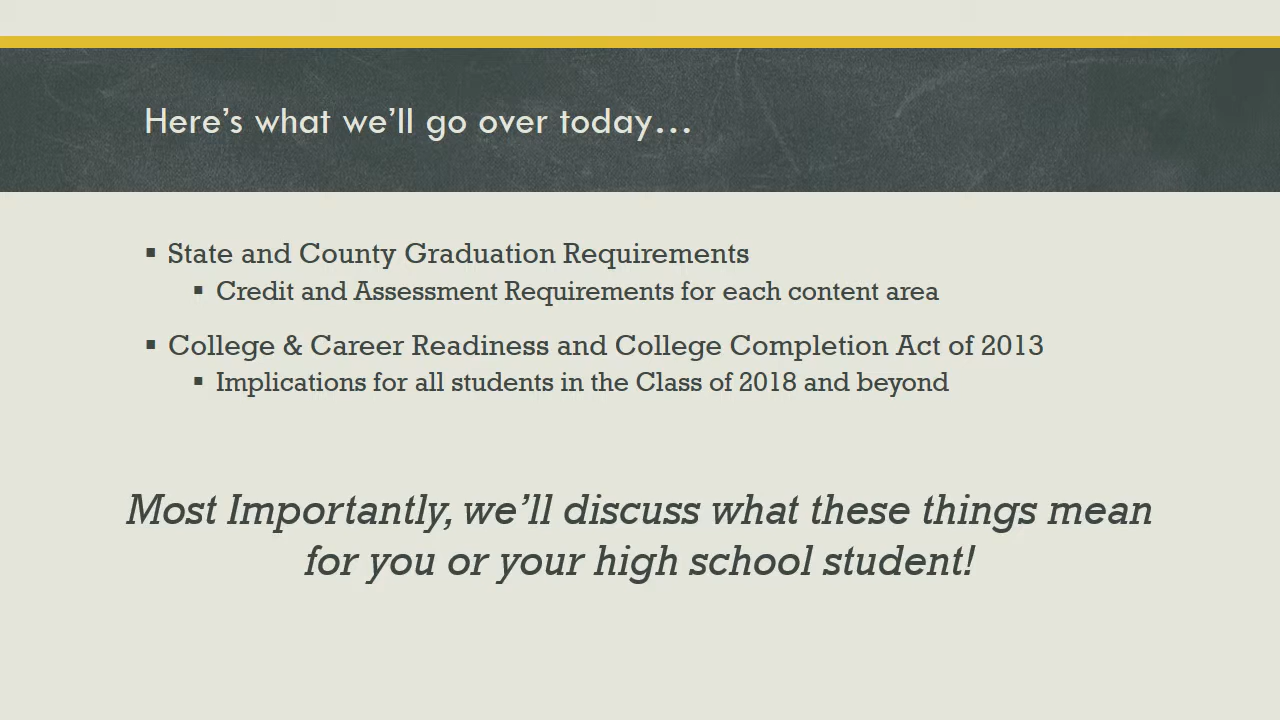 Here's what we'll go over today…
▪ State and County Graduation Requirements
▪ Credit and Assessment Requirements for each content area
▪ College & Career Readiness and College Completion Act of 2013
▪ Implications for all students in the Class of 2018 and beyond
Most Importantly, we'll discuss what these things mean
for you or your high school student!